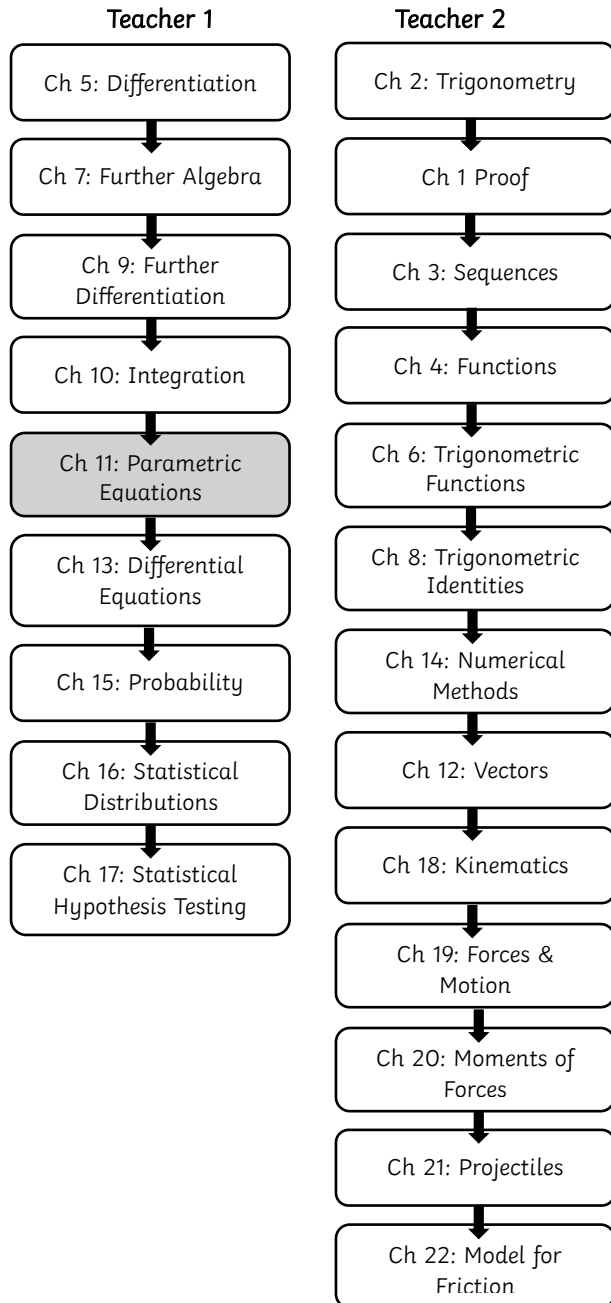 Teacher 1
Ch 5: Differentiation
Ch 7: Further Algebra
Ch 9: Further
Differentiation
Ch 10: Integration
Ch 11: Parametric
Equations
Ch 13: Differential
Equations
Ch 15: Probability
Ch 16: Statistical
Distributions
Ch 17: Statistical
Hypothesis Testing
Teacher 2
Ch 2: Trigonometry
Ch 1 Proof
Ch 3: Sequences
Ch 4: Functions
Ch 6: Trigonometric
Functions
Ch 8: Trigonometric
Identities
Ch 14: Numerical
Methods
Ch 12: Vectors
Ch 18: Kinematics
Ch 19: Forces &
Motion
Ch 20: Moments of
Forces
Ch 21: Projectiles
Ch 22: Model for
Friction